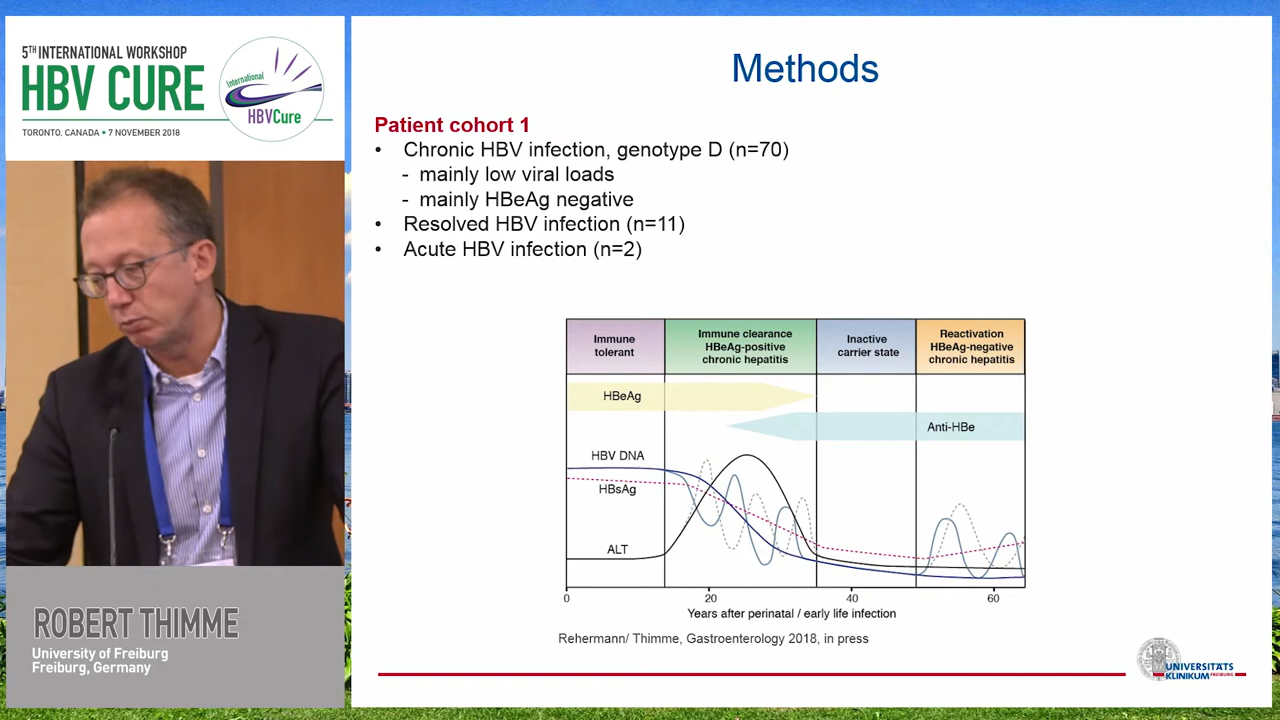 5TH INTERNATIONAL WORKSHOP
HBV CURE
TORONTO, CANADA • 7 NOVEMBER 2018
International
HBVCure
ROBERT THIMME
University of Freiburg
Freiburg, Germany
Methods
Patient cohort 1
• Chronic HBV infection, genotype D (n=70)
- mainly low viral loads
- mainly HBeAg negative
• Resolved HBV infection (n=11)
• Acute HBV infection (n=2)
Immune
tolerant
Immune clearance
HBeAg-positive
chronic hepatitis
Inactive
carrier state
Reactivation
HBeAg-negative
chronic hepatitis
HBeAg
Anti-HBe
HBV DNA
HBsAg
ALT
0 20 40 60
Years after perinatal / early life infection
Rehermann/ Thimme, Gastroenterology 2018, in press
UNIVERSITÄTS
KLINIKUM FREIBURG